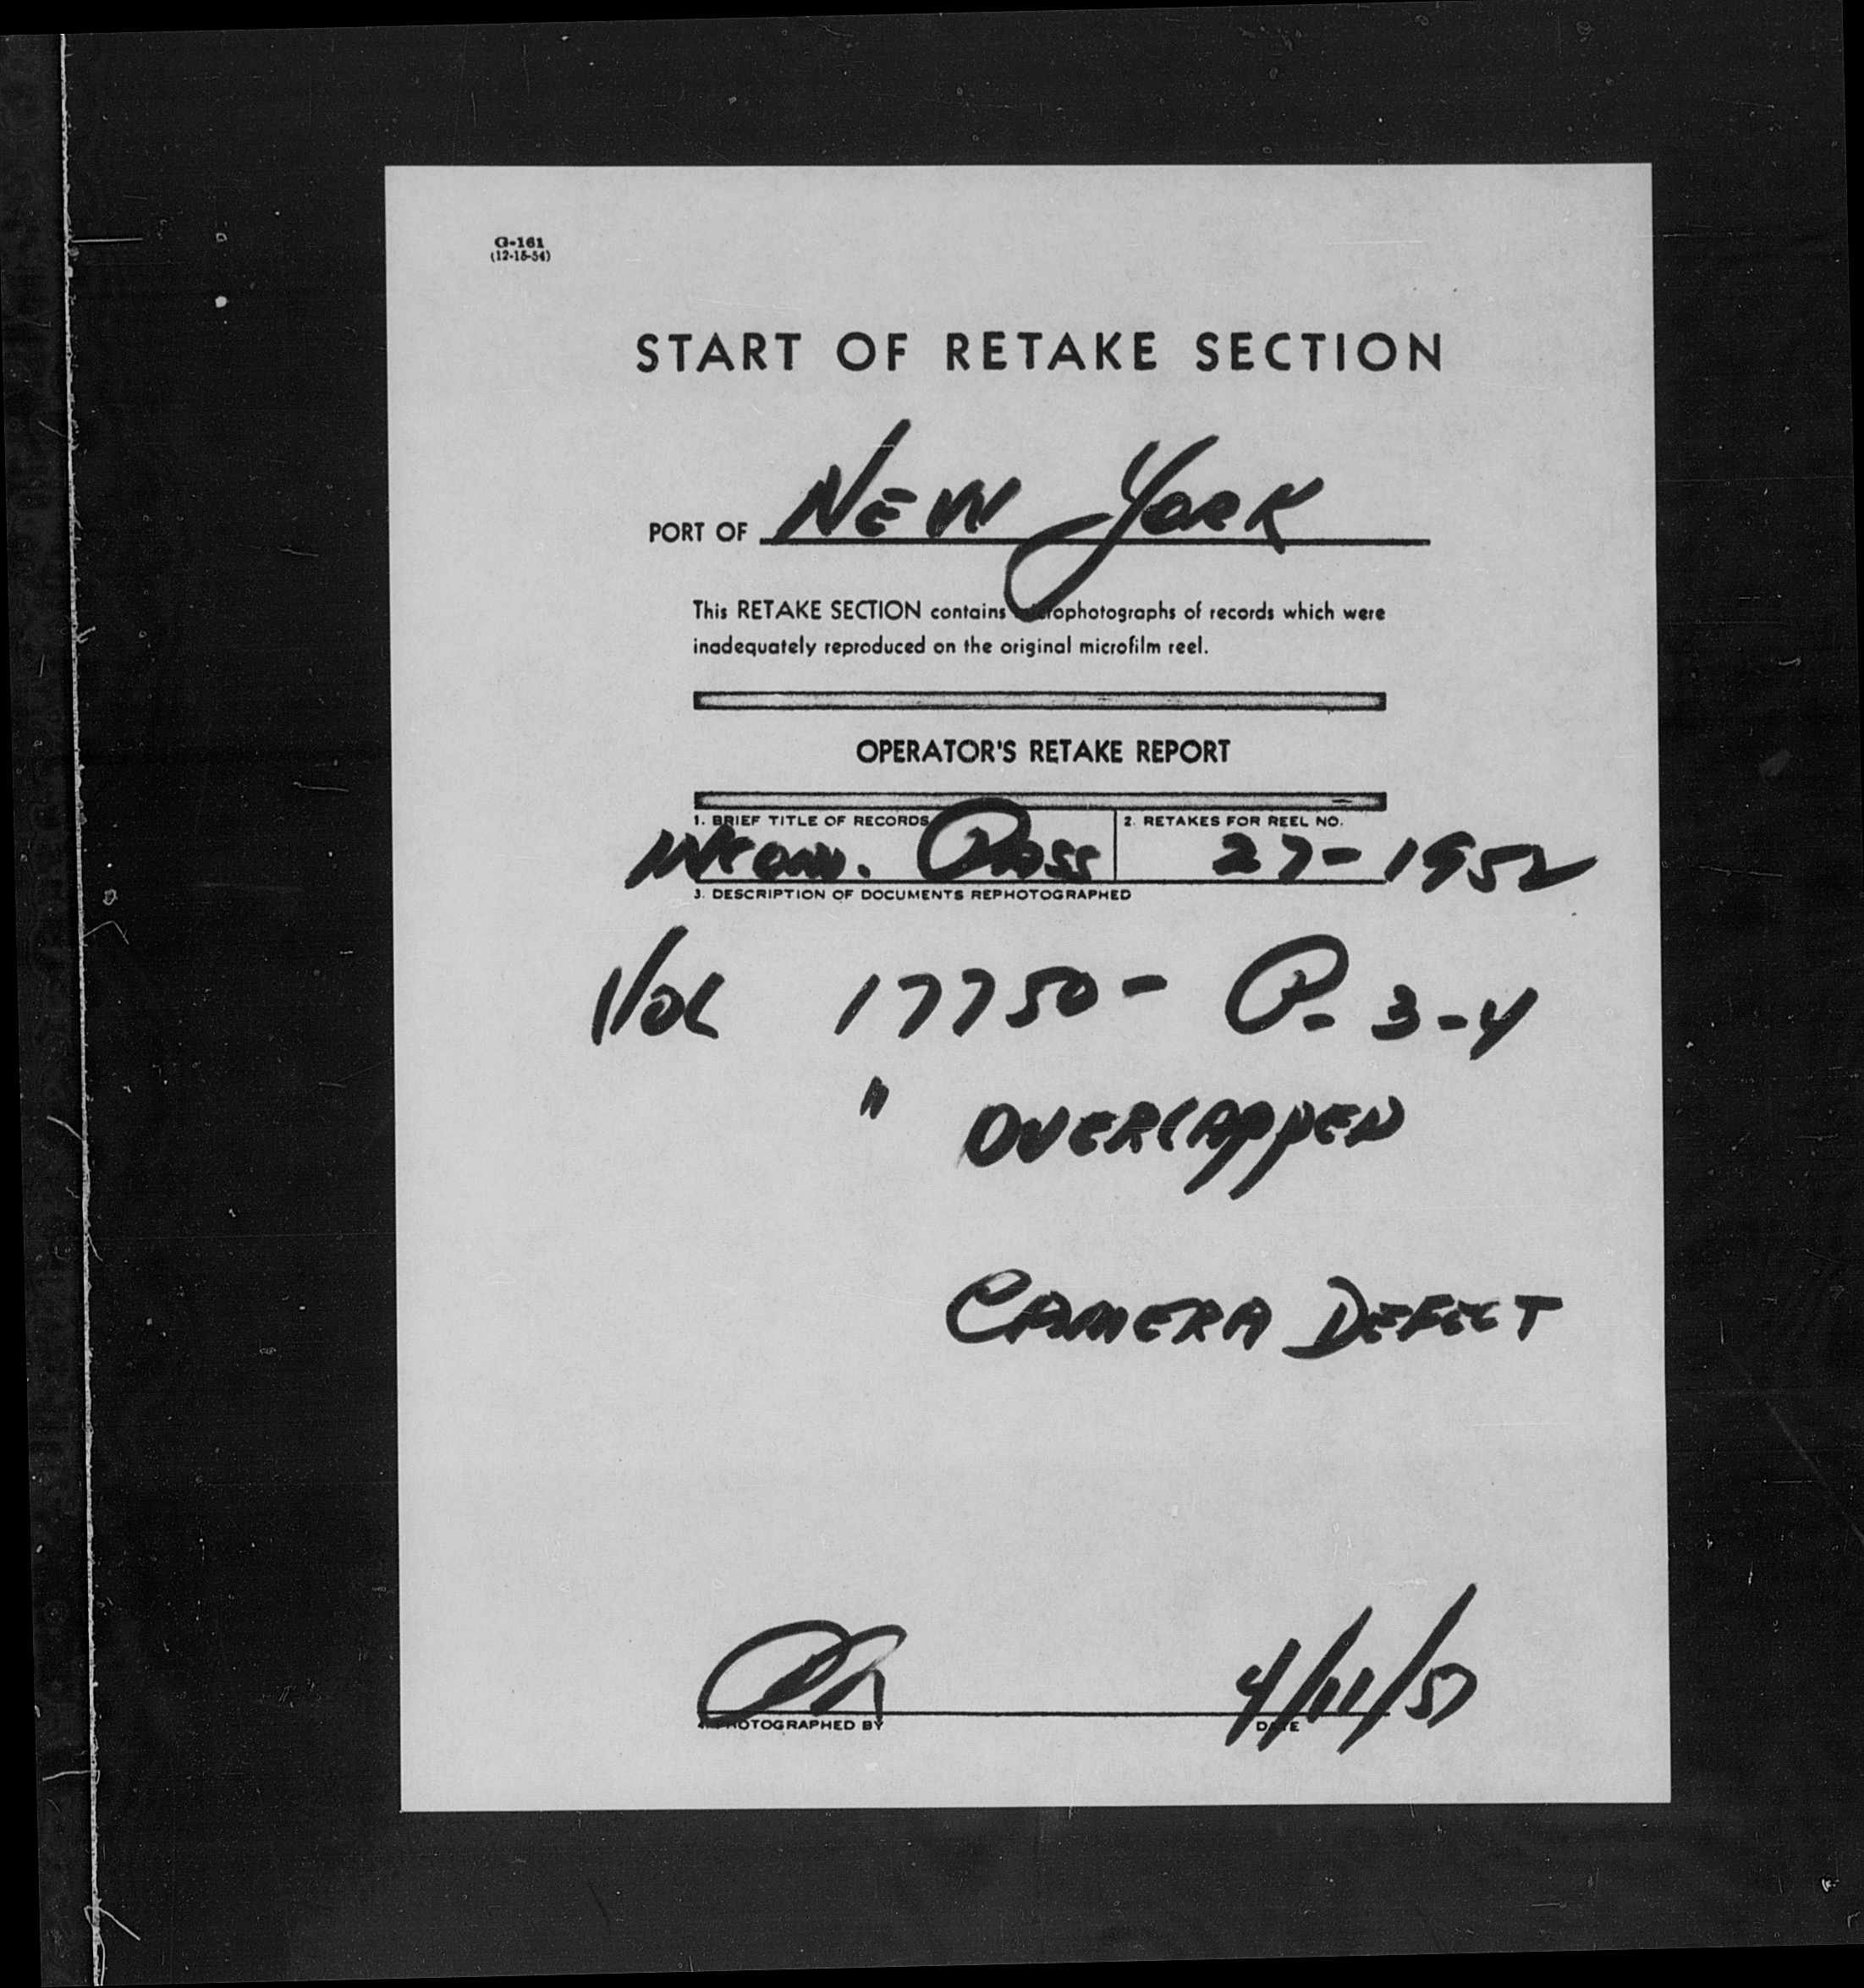 G-161
(12-15-54)
START OF RETAKE SECTION
PORT OF NEW YORK
This RETAKE SECTION contains microphotographs of records which were
inadequately reproduced on the original microfilm reel.
OPERATOR'S RETAKE REPORT
1. BRIEF TITLE OF RECORDS 2. RETAKES FOR REEL NO.
Incom. Pass 27-1952
3. DESCRIPTION OF DOCUMENTS REPHOTOGRAPHED
Vol 17750- P. 3-4
" OVERLAPPED
CAMERA DEFECT
4/11/57
PHOTOGRAPHED BY DATE